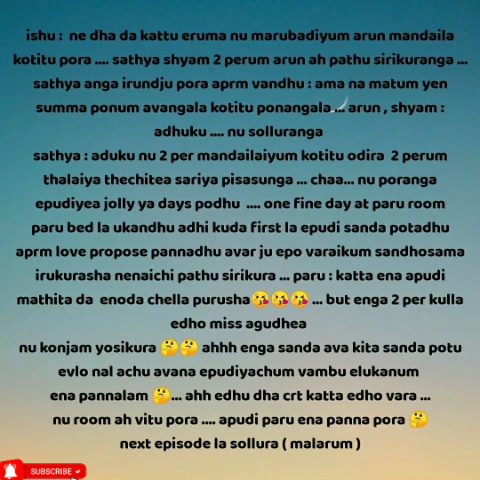 ishu : ne dha da kattu eruma nu marubadiyum arun mandaila
kotitu pora .... sathya shyam 2 perum arun ah pathu sirikuranga ...
sathya anga irundju pora aprm vandhu : ama na matum yen
summa ponum avangala kotitu ponangala ... arun , shyam :
adhuku .... nu solluranga
sathya : aduku nu 2 per mandailaiyum kotitu odira 2 perum
thalaiya thechitea sariya pisasunga ... chaa... nu poranga
epudiyea jolly ya days podhu .... one fine day at paru room
paru bed la ukandhu adhi kuda first la epudi sanda potadhu
aprm love propose pannadhu avar ju epo varaikum sandhosama
irukurasha nenaichi pathu sirikura ... paru : katta ena apudi
mathita da enoda chella purusha😘😘😘 ... but enga 2 per kulla
edho miss agudhea
nu konjam yosikura 🤔🤔 ahhh enga sanda ava kita sanda potu
evlo nal achu avana epudiyachum vambu elukanum
ena pannalam 🤔... ahh edhu dha crt katta edho vara ...
nu room ah vitu pora .... apudi paru ena panna pora 🤔
next episode la sollura ( malarum )
SUBSCRIBE